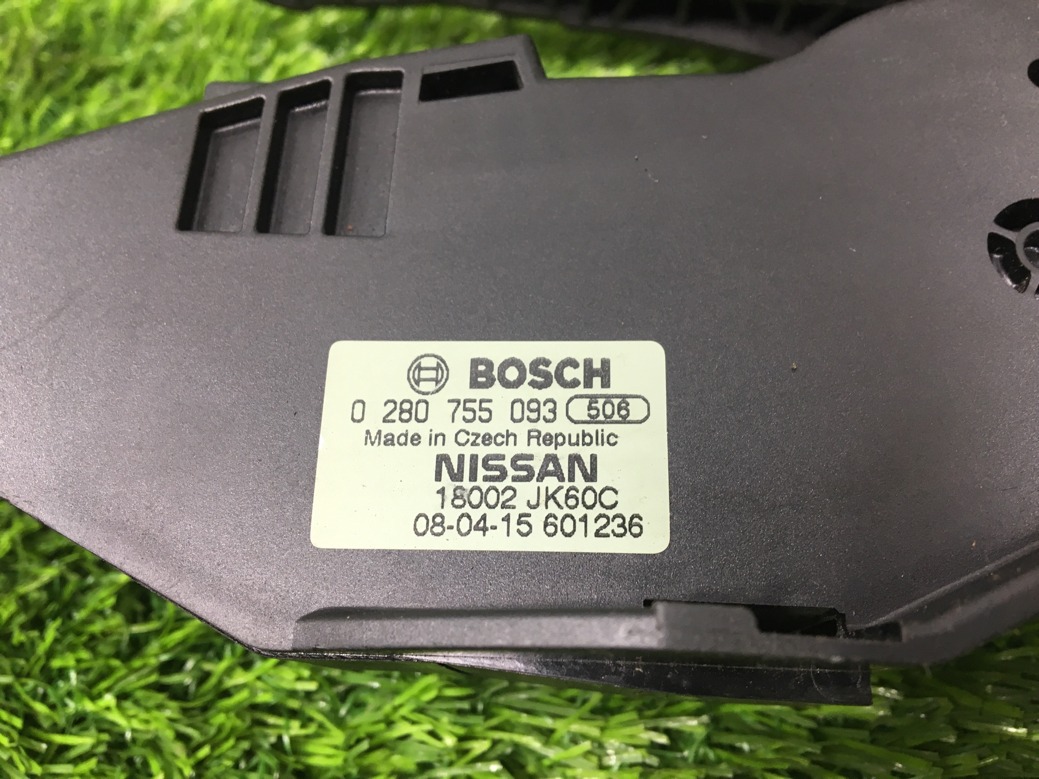 BOSCH
0 280 755 093 506
Made in Czech Republic
NISSAN
18002 JK60C
08-04-15 601236